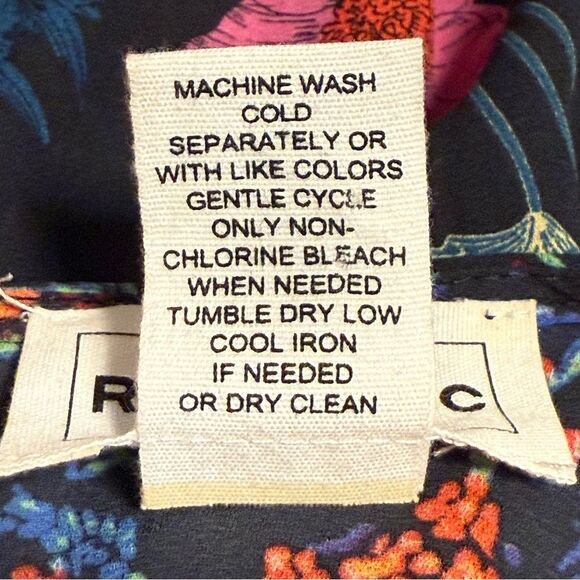 MACHINE WASH
COLD
SEPARATELY OR
WITH LIKE COLORS
GENTLE CYCLE
ONLY NON-
CHLORINE BLEACH
WHEN NEEDED
TUMBLE DRY LOW
COOL IRON
IF NEEDED
OR DRY CLEAN